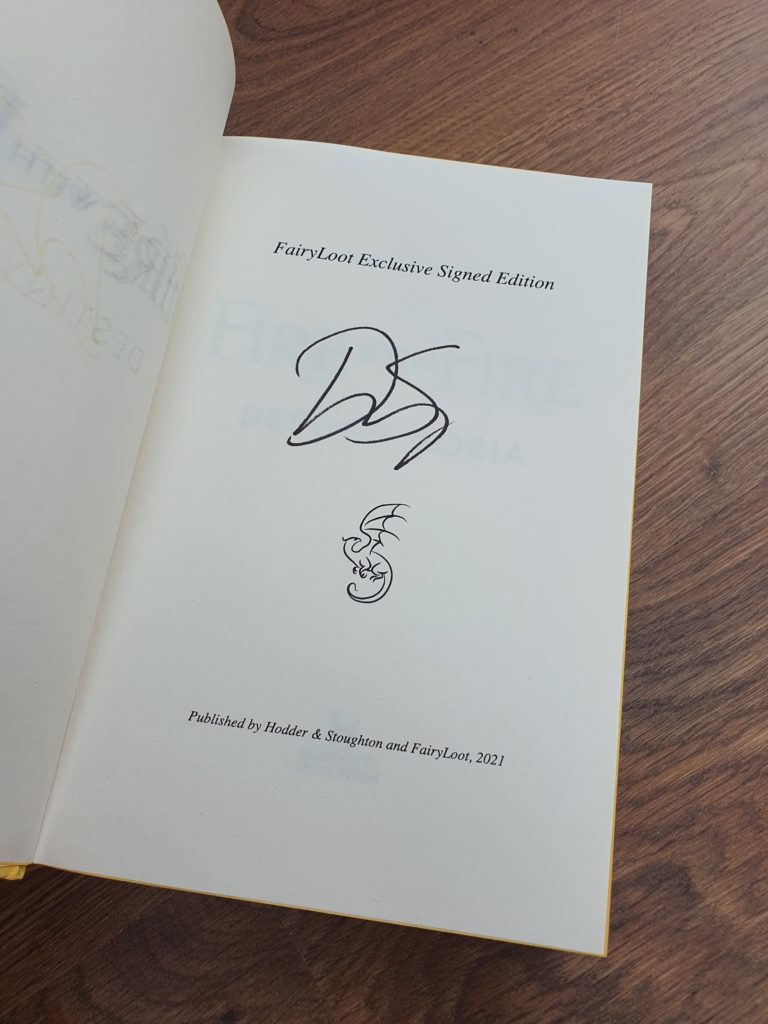 FairyLoot Exclusive Signed Edition
Published by Hodder & Stoughton and FairyLoot, 2021